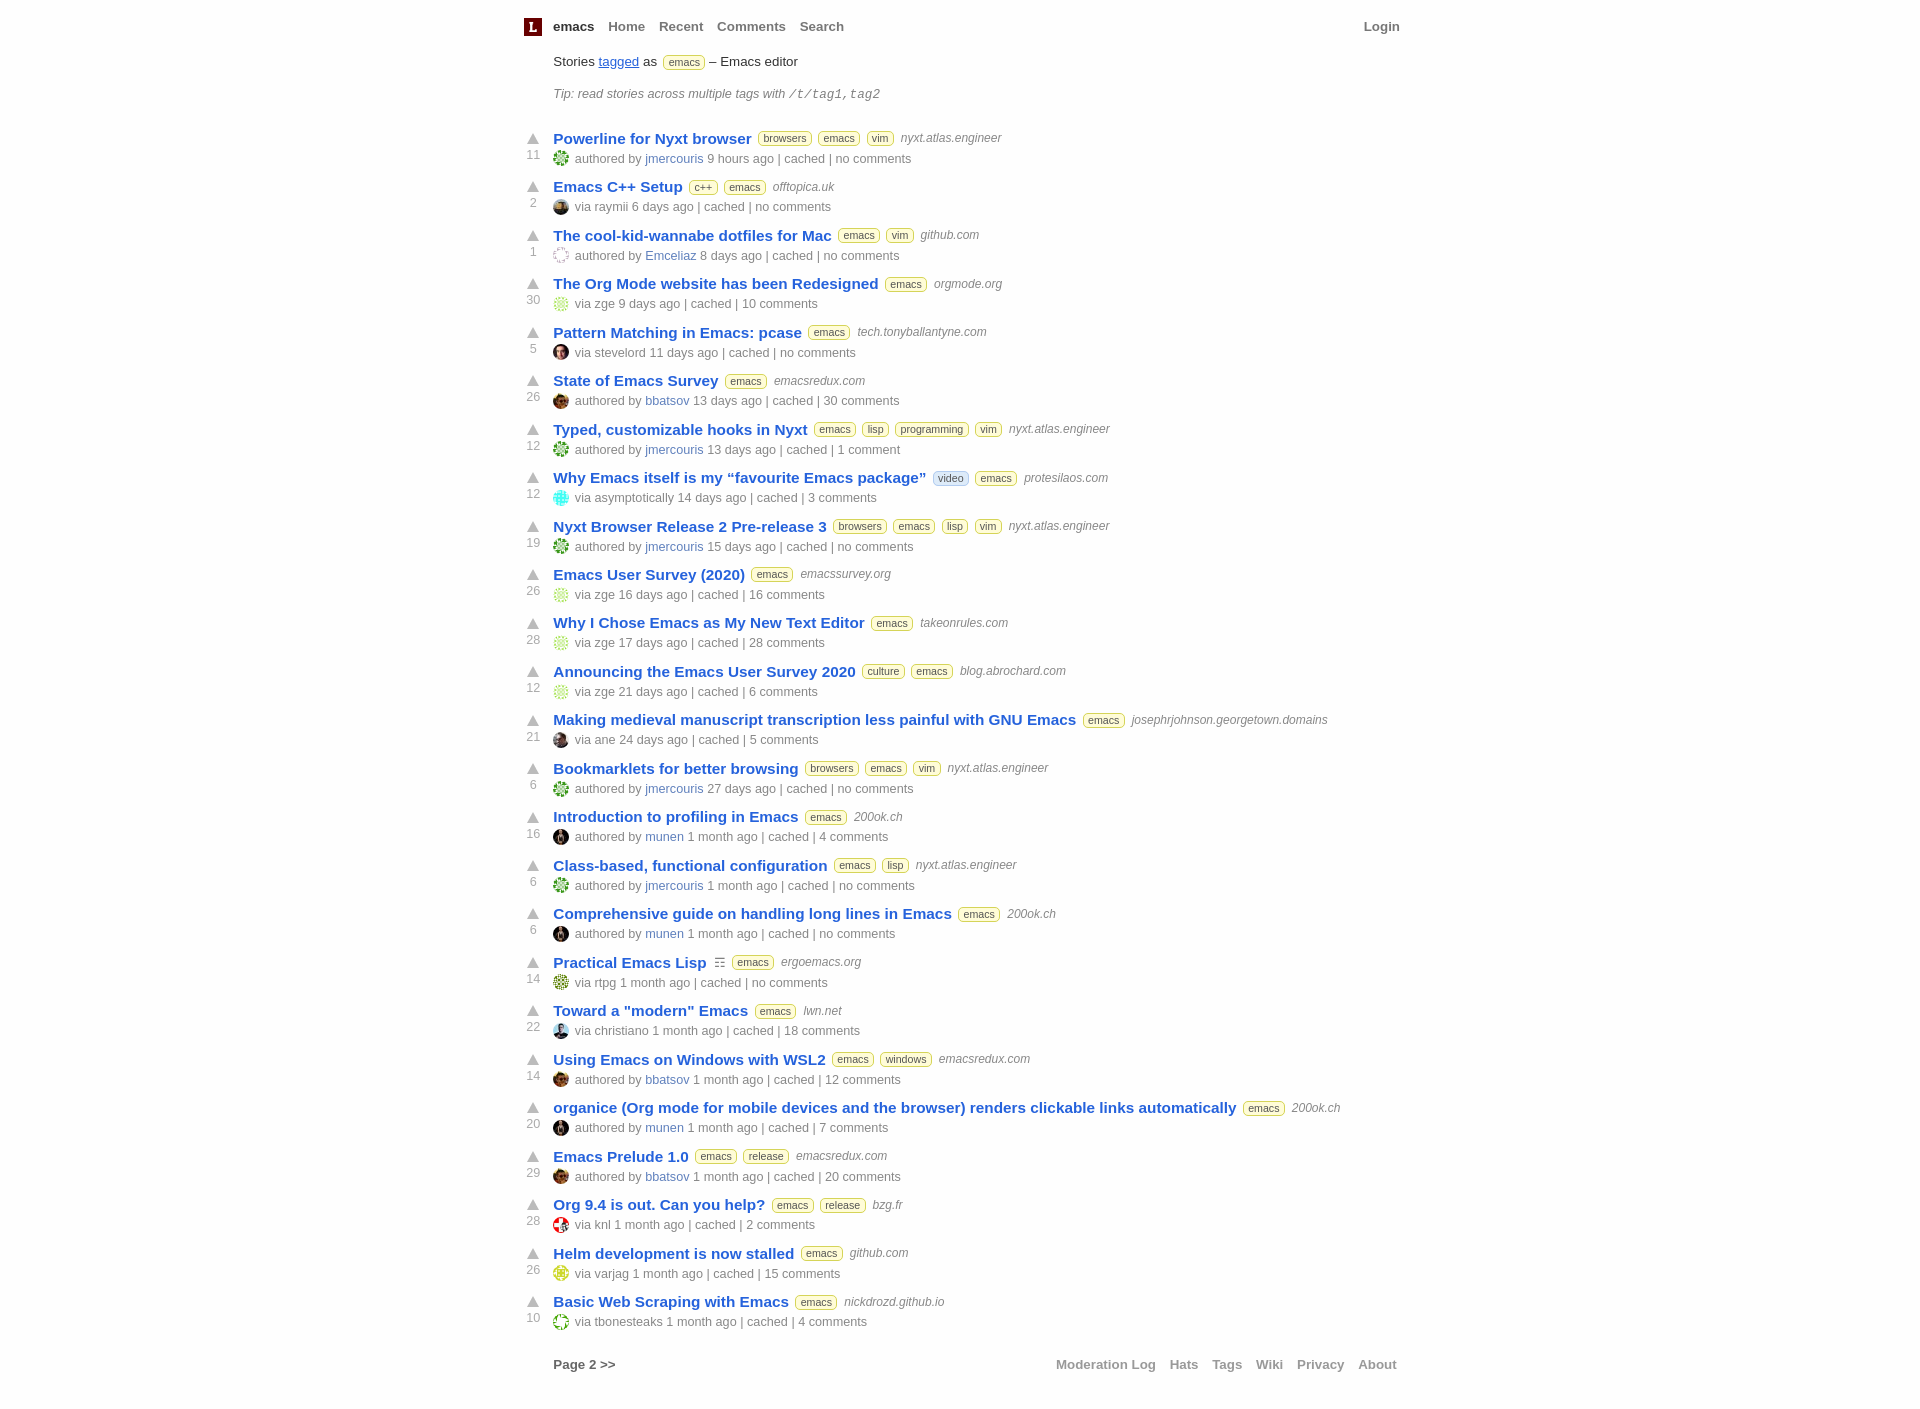 L emacs Home Recent Comments Search Login
Stories tagged as emacs – Emacs editor
Tip: read stories across multiple tags with /t/tag1,tag2
Powerline for Nyxt browser browsers emacs vim nyxt.atlas.engineer
11 authored by jmercouris 9 hours ago | cached | no comments
Emacs C++ Setup c++ emacs offtopica.uk
2 via raymii 6 days ago | cached | no comments
The cool-kid-wannabe dotfiles for Mac emacs vim github.com
1 authored by Emceliaz 8 days ago | cached | no comments
The Org Mode website has been Redesigned emacs orgmode.org
30 via zge 9 days ago | cached | 10 comments
Pattern Matching in Emacs: pcase emacs tech.tonyballantyne.com
5 via stevelord 11 days ago | cached | no comments
State of Emacs Survey emacs emacsredux.com
26 authored by bbatsov 13 days ago | cached | 30 comments
Typed, customizable hooks in Nyxt emacs lisp programming vim nyxt.atlas.engineer
12 authored by jmercouris 13 days ago | cached | 1 comment
Why Emacs itself is my “favourite Emacs package” video emacs protesilaos.com
12 via asymptotically 14 days ago | cached | 3 comments
Nyxt Browser Release 2 Pre-release 3 browsers emacs lisp vim nyxt.atlas.engineer
19 authored by jmercouris 15 days ago | cached | no comments
Emacs User Survey (2020) emacs emacssurvey.org
26 via zge 16 days ago | cached | 16 comments
Why I Chose Emacs as My New Text Editor emacs takeonrules.com
28 via zge 17 days ago | cached | 28 comments
Announcing the Emacs User Survey 2020 culture emacs blog.abrochard.com
12 via zge 21 days ago | cached | 6 comments
Making medieval manuscript transcription less painful with GNU Emacs emacs josephrjohnson.georgetown.domains
21 via ane 24 days ago | cached | 5 comments
Bookmarklets for better browsing browsers emacs vim nyxt.atlas.engineer
6 authored by jmercouris 27 days ago | cached | no comments
Introduction to profiling in Emacs emacs 200ok.ch
16 authored by munen 1 month ago | cached | 4 comments
Class-based, functional configuration emacs lisp nyxt.atlas.engineer
6 authored by jmercouris 1 month ago | cached | no comments
Comprehensive guide on handling long lines in Emacs emacs 200ok.ch
6 authored by munen 1 month ago | cached | no comments
Practical Emacs Lisp ☶ emacs ergoemacs.org
14 via rtpg 1 month ago | cached | no comments
Toward a "modern" Emacs emacs lwn.net
22 via christiano 1 month ago | cached | 18 comments
Using Emacs on Windows with WSL2 emacs windows emacsredux.com
14 authored by bbatsov 1 month ago | cached | 12 comments
organice (Org mode for mobile devices and the browser) renders clickable links automatically emacs 200ok.ch
20 authored by munen 1 month ago | cached | 7 comments
Emacs Prelude 1.0 emacs release emacsredux.com
29 authored by bbatsov 1 month ago | cached | 20 comments
Org 9.4 is out. Can you help? emacs release bzg.fr
28 via knl 1 month ago | cached | 2 comments
Helm development is now stalled emacs github.com
26 via varjag 1 month ago | cached | 15 comments
Basic Web Scraping with Emacs emacs nickdrozd.github.io
10 via tbonesteaks 1 month ago | cached | 4 comments
Page 2 >> Moderation Log Hats Tags Wiki Privacy About